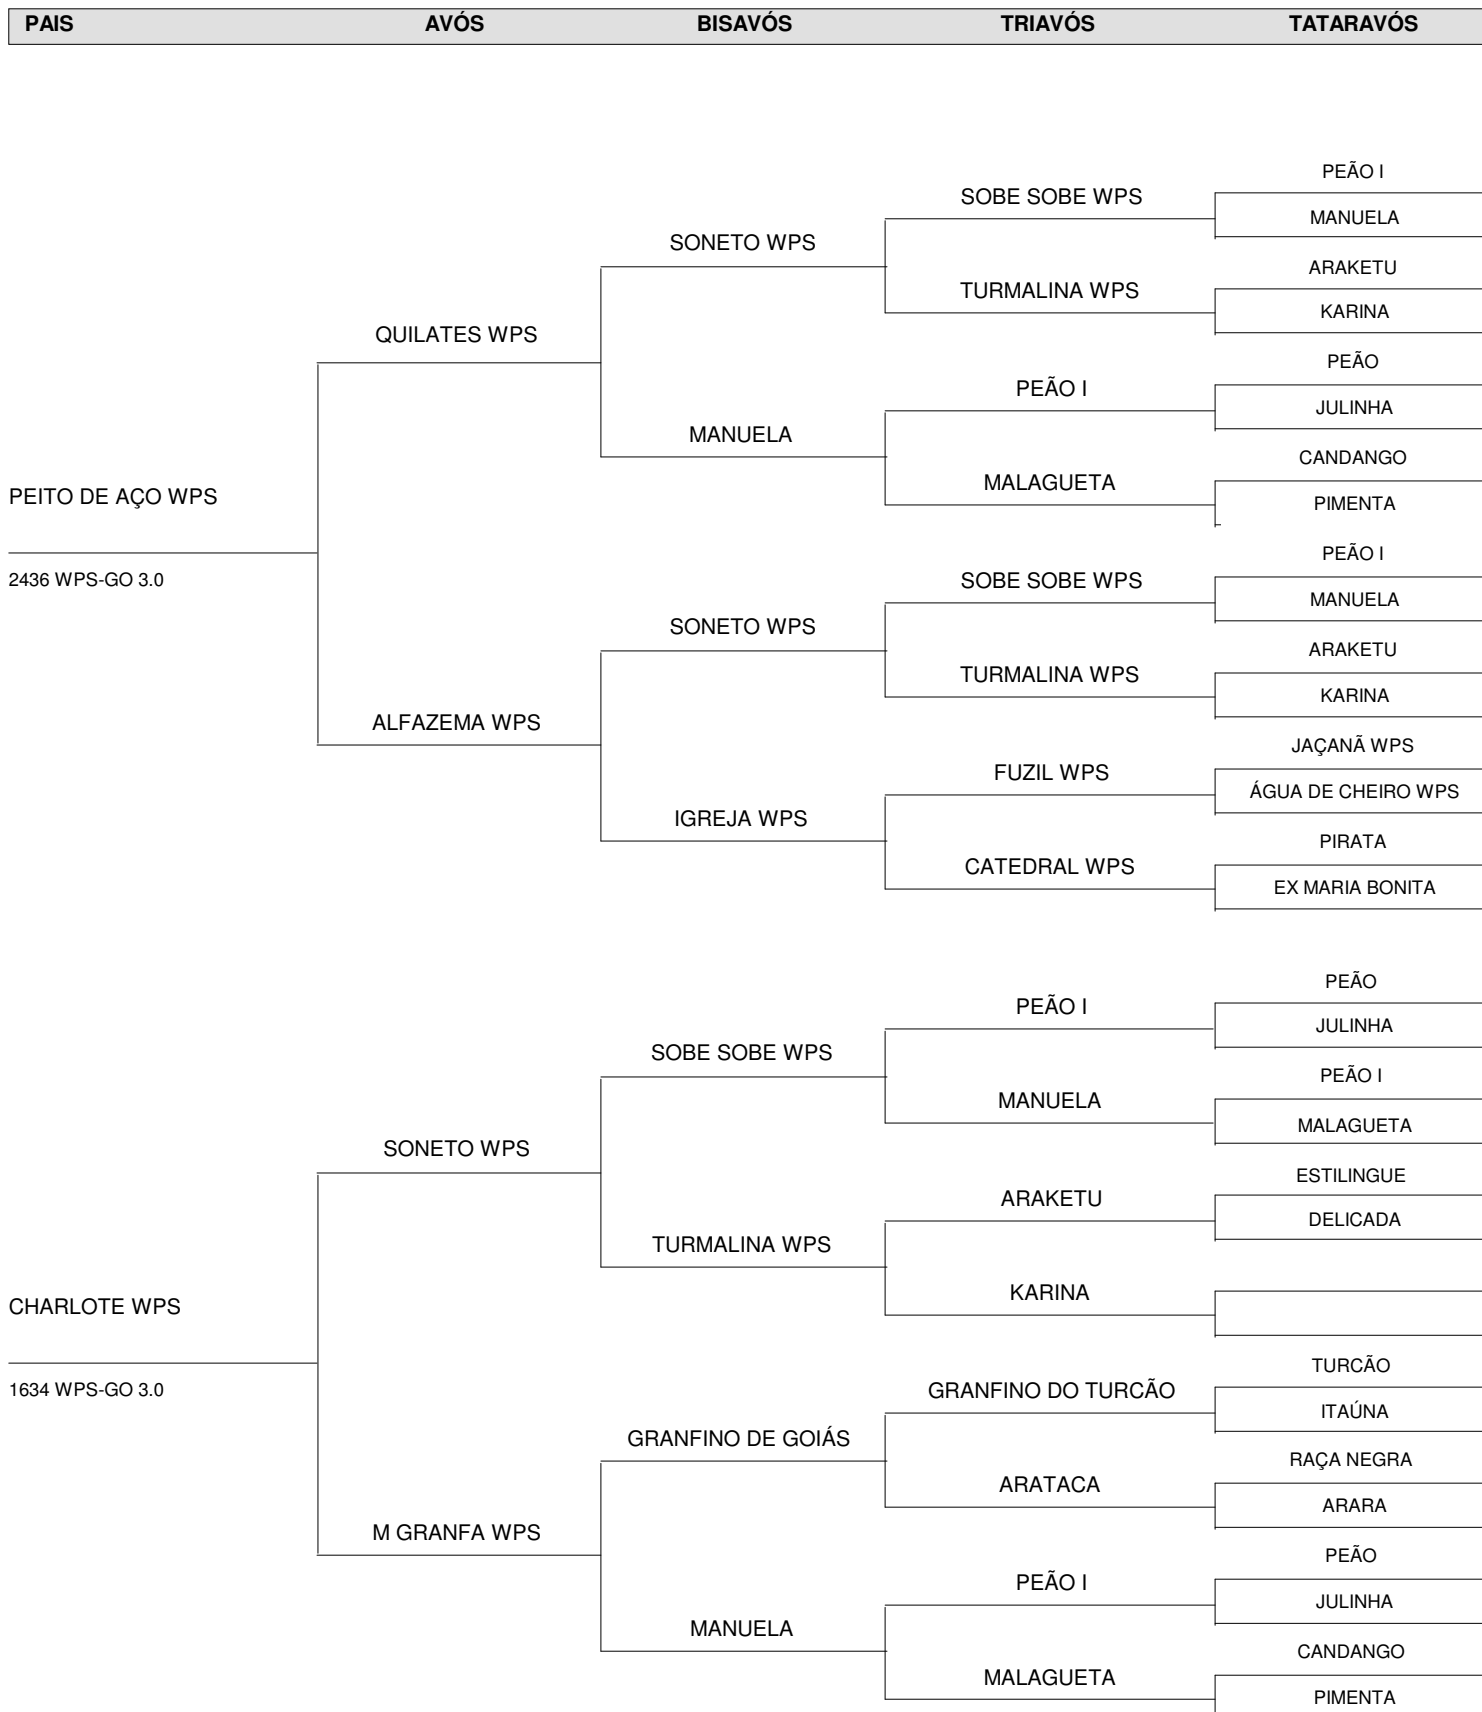 PAIS AVÓS BISAVÓS TRIAVÓS TATARAVÓS
PEÃO I
SOBE SOBE WPS
MANUELA
SONETO WPS
ARAKETU
TURMALINA WPS
KARINA
QUILATES WPS
PEÃO
PEÃO I
JULINHA
MANUELA
CANDANGO
MALAGUETA
PEITO DE AÇO WPS
PIMENTA
PEÃO I
2436 WPS-GO 3.0
SOBE SOBE WPS
MANUELA
SONETO WPS
ARAKETU
TURMALINA WPS
KARINA
ALFAZEMA WPS
JAÇANÃ WPS
FUZIL WPS
ÁGUA DE CHEIRO WPS
IGREJA WPS
PIRATA
CATEDRAL WPS
EX MARIA BONITA
PEÃO
PEÃO I
JULINHA
SOBE SOBE WPS
PEÃO I
MANUELA
MALAGUETA
SONETO WPS
ESTILINGUE
ARAKETU
DELICADA
TURMALINA WPS
KARINA
CHARLOTE WPS
TURCÃO
1634 WPS-GO 3.0
GRANFINO DO TURCÃO
ITAÚNA
GRANFINO DE GOIÁS
RAÇA NEGRA
ARATACA
ARARA
M GRANFA WPS
PEÃO
PEÃO I
JULINHA
MANUELA
CANDANGO
MALAGUETA
PIMENTA